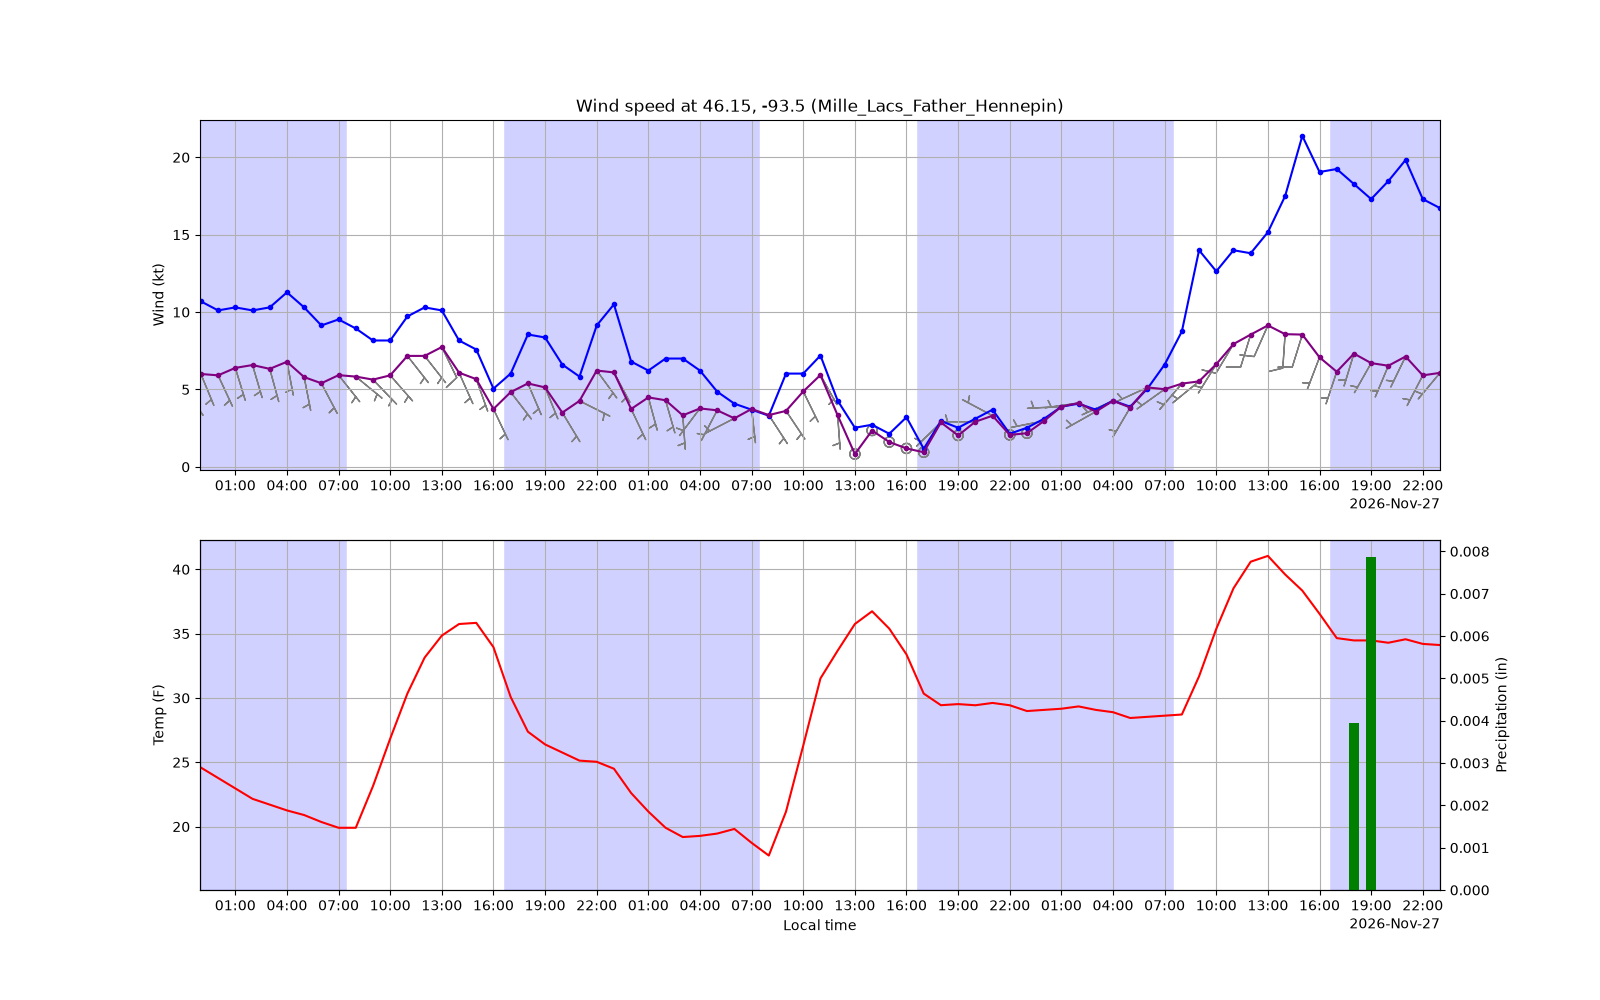 Wind speed at 46.15, -93.5 (Mille_Lacs_Father_Hennepin)
20
15
10
5
0
Wind (kt)
01:00 04:00 07:00 10:00 13:00 16:00 19:00 22:00 01:00 04:00 07:00 10:00 13:00 16:00 19:00 22:00 01:00 04:00 07:00 10:00 13:00 16:00 19:00 22:00
2026-Nov-27
40
35
30
25
20
Temp (F)
0.008
0.007
0.006
0.005
0.004
0.003
0.002
0.001
0.000
Precipitation (in)
01:00 04:00 07:00 10:00 13:00 16:00 19:00 22:00 01:00 04:00 07:00 10:00 13:00 16:00 19:00 22:00 01:00 04:00 07:00 10:00 13:00 16:00 19:00 22:00
Local time
2026-Nov-27